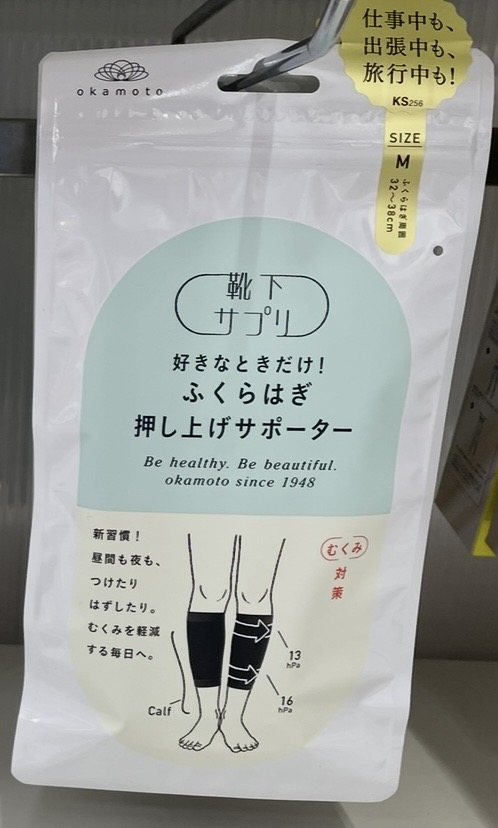 okamoto
仕事中も、
出張中も、
旅行中も!
KS256
SIZE
M
ふくらはぎ周囲
32~38cm
靴下
サプリ
好きなときだけ!
ふくらはぎ
押し上げサポーター
Be healthy. Be beautiful.
okamoto since 1948
新習慣!
昼間も夜も、
つけたり
はずしたり。
むくみを軽減
する毎日へ。
むくみ
対策
13
hPa
16
hPa
Calf